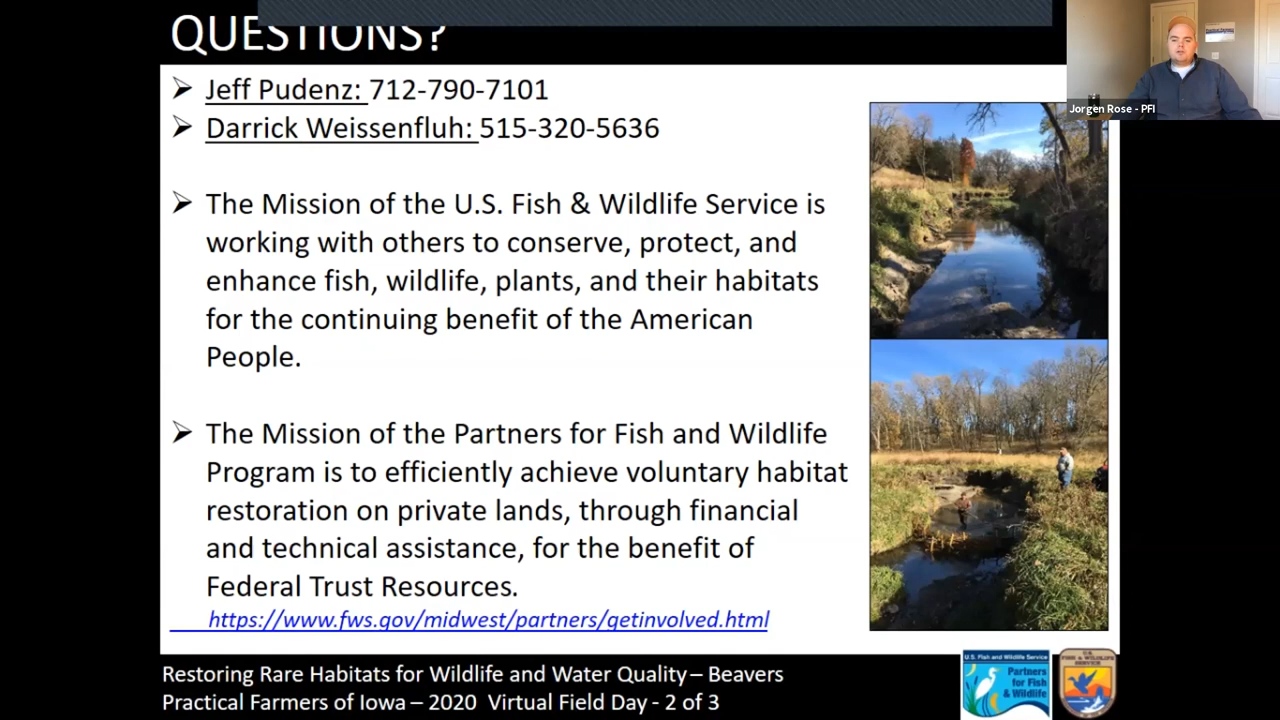 QUESTIONS?
Jeff Pudenz: 712-790-7101
Darrick Weissenfluh: 515-320-5636
The Mission of the U.S. Fish & Wildlife Service is
working with others to conserve, protect, and
enhance fish, wildlife, plants, and their habitats
for the continuing benefit of the American
People.
The Mission of the Partners for Fish and Wildlife
Program is to efficiently achieve voluntary habitat
restoration on private lands, through financial
and technical assistance, for the benefit of
Federal Trust Resources.
https://www.fws.gov/midwest/partners/getinvolved.html
Jorgen Rose - PFI
Restoring Rare Habitats For Wildlife and Water Quality – Beavers
Practical Farmers of Iowa – 2020 Virtual Field Day - 2 of 3
U.S. Fish and Wildlife Service
Partners
for Fish
& Wildlife
U.S.
FISH & WILDLIFE
SERVICE